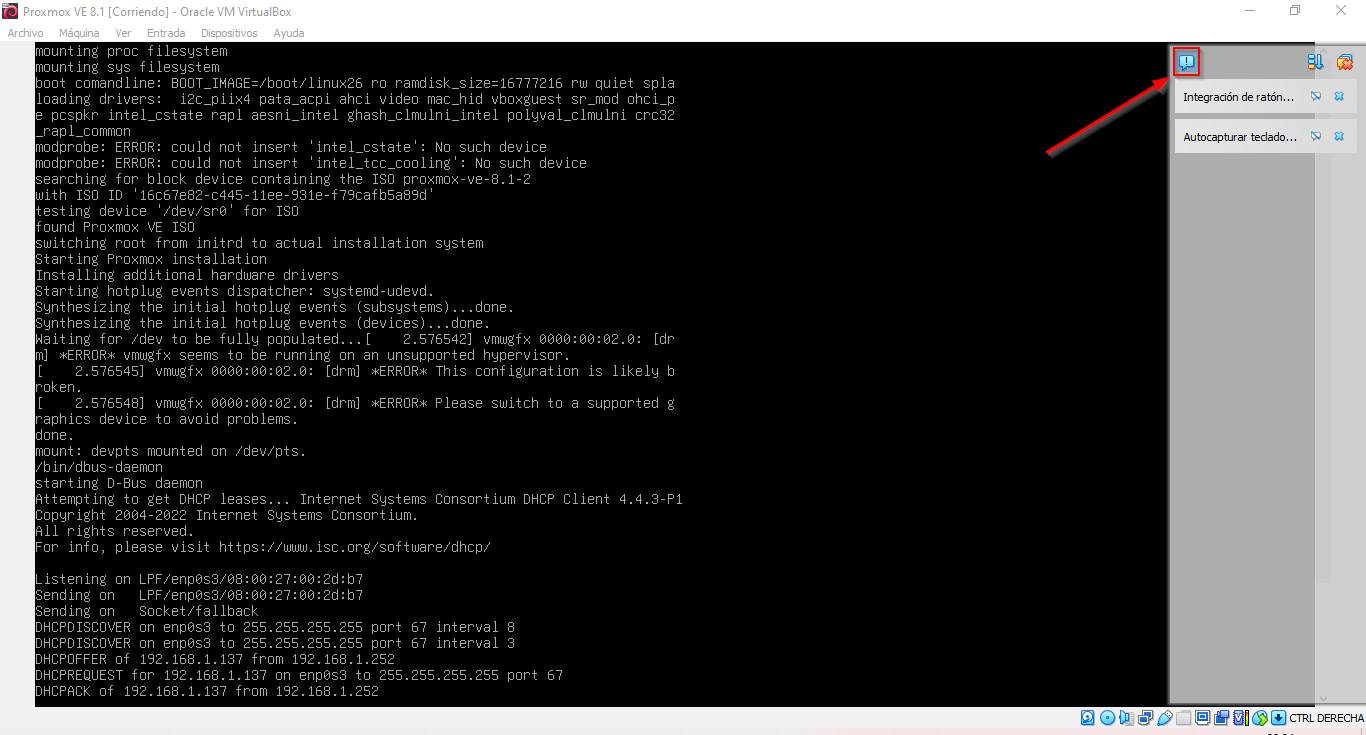 Proxmox VE 8.1 [Corriendo] - Oracle VM VirtualBox
Archivo Máquina Ver Entrada Dispositivos Ayuda
mounting proc filesystem
mounting sys filesystem
boot comandline: BOOT_IMAGE=/boot/linux26 ro ramdisk_size=16777216 rw quiet spla
loading drivers:  i2c_piix4 pata_acpi ahci video mac_hid vboxguest sr_mod ohci_p
e pcspkr intel_cstate rapl aesni_intel ghash_clmulni_intel polyval_clmulni crc32
_rapl_common
modprobe: ERROR: could not insert 'intel_cstate': No such device
modprobe: ERROR: could not insert 'intel_tcc_cooling': No such device
searching for block device containing the ISO proxmox-ve-8.1-2
with ISO ID '16c67e82-c445-11ee-931e-f79cafb5a89d'
testing device '/dev/sr0' for ISO
found Proxmox VE ISO
switching root from initrd to actual installation system
Starting Proxmox installation
Installing additional hardware drivers
Starting hotplug events dispatcher: systemd-udevd.
Synthesizing the initial hotplug events (subsystems)...done.
Synthesizing the initial hotplug events (devices)...done.
Waiting for /dev to be fully populated...[    2.576542] vmwgfx 0000:00:02.0: [dr
m] *ERROR* vmwgfx seems to be running on an unsupported hypervisor.
[    2.576545] vmwgfx 0000:00:02.0: [drm] *ERROR* This configuration is likely b
roken.
[    2.576548] vmwgfx 0000:00:02.0: [drm] *ERROR* Please switch to a supported g
raphics device to avoid problems.
done.
mount: devpts mounted on /dev/pts.
/bin/dbus-daemon
starting D-Bus daemon
Attempting to get DHCP leases... Internet Systems Consortium DHCP Client 4.4.3-P1
Copyright 2004-2022 Internet Systems Consortium.
All rights reserved.
For info, please visit https://www.isc.org/software/dhcp/
Listening on LPF/enp0s3/08:00:27:00:2d:b7
Sending on   LPF/enp0s3/08:00:27:00:2d:b7
Sending on   Socket/fallback
DHCPDISCOVER on enp0s3 to 255.255.255.255 port 67 interval 8
DHCPDISCOVER on enp0s3 to 255.255.255.255 port 67 interval 3
DHCPOFFER of 192.168.1.137 from 192.168.1.252
DHCPREQUEST for 192.168.1.137 on enp0s3 to 255.255.255.255 port 67
DHCPACK of 192.168.1.137 from 192.168.1.252
Integración de ratón...
Autocapturar teclado...
CTRL DERECHA